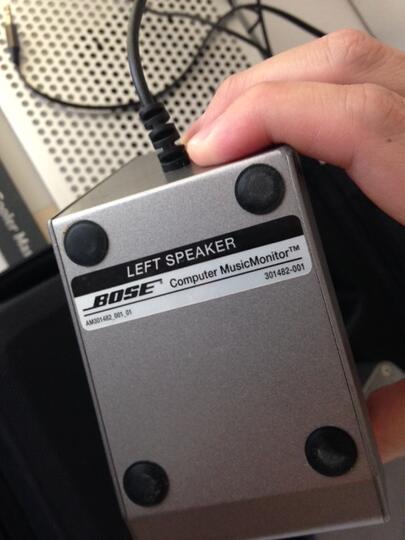 LEFT SPEAKER
BOSE Computer MusicMonitor™
AM301482_001_01 301482-001